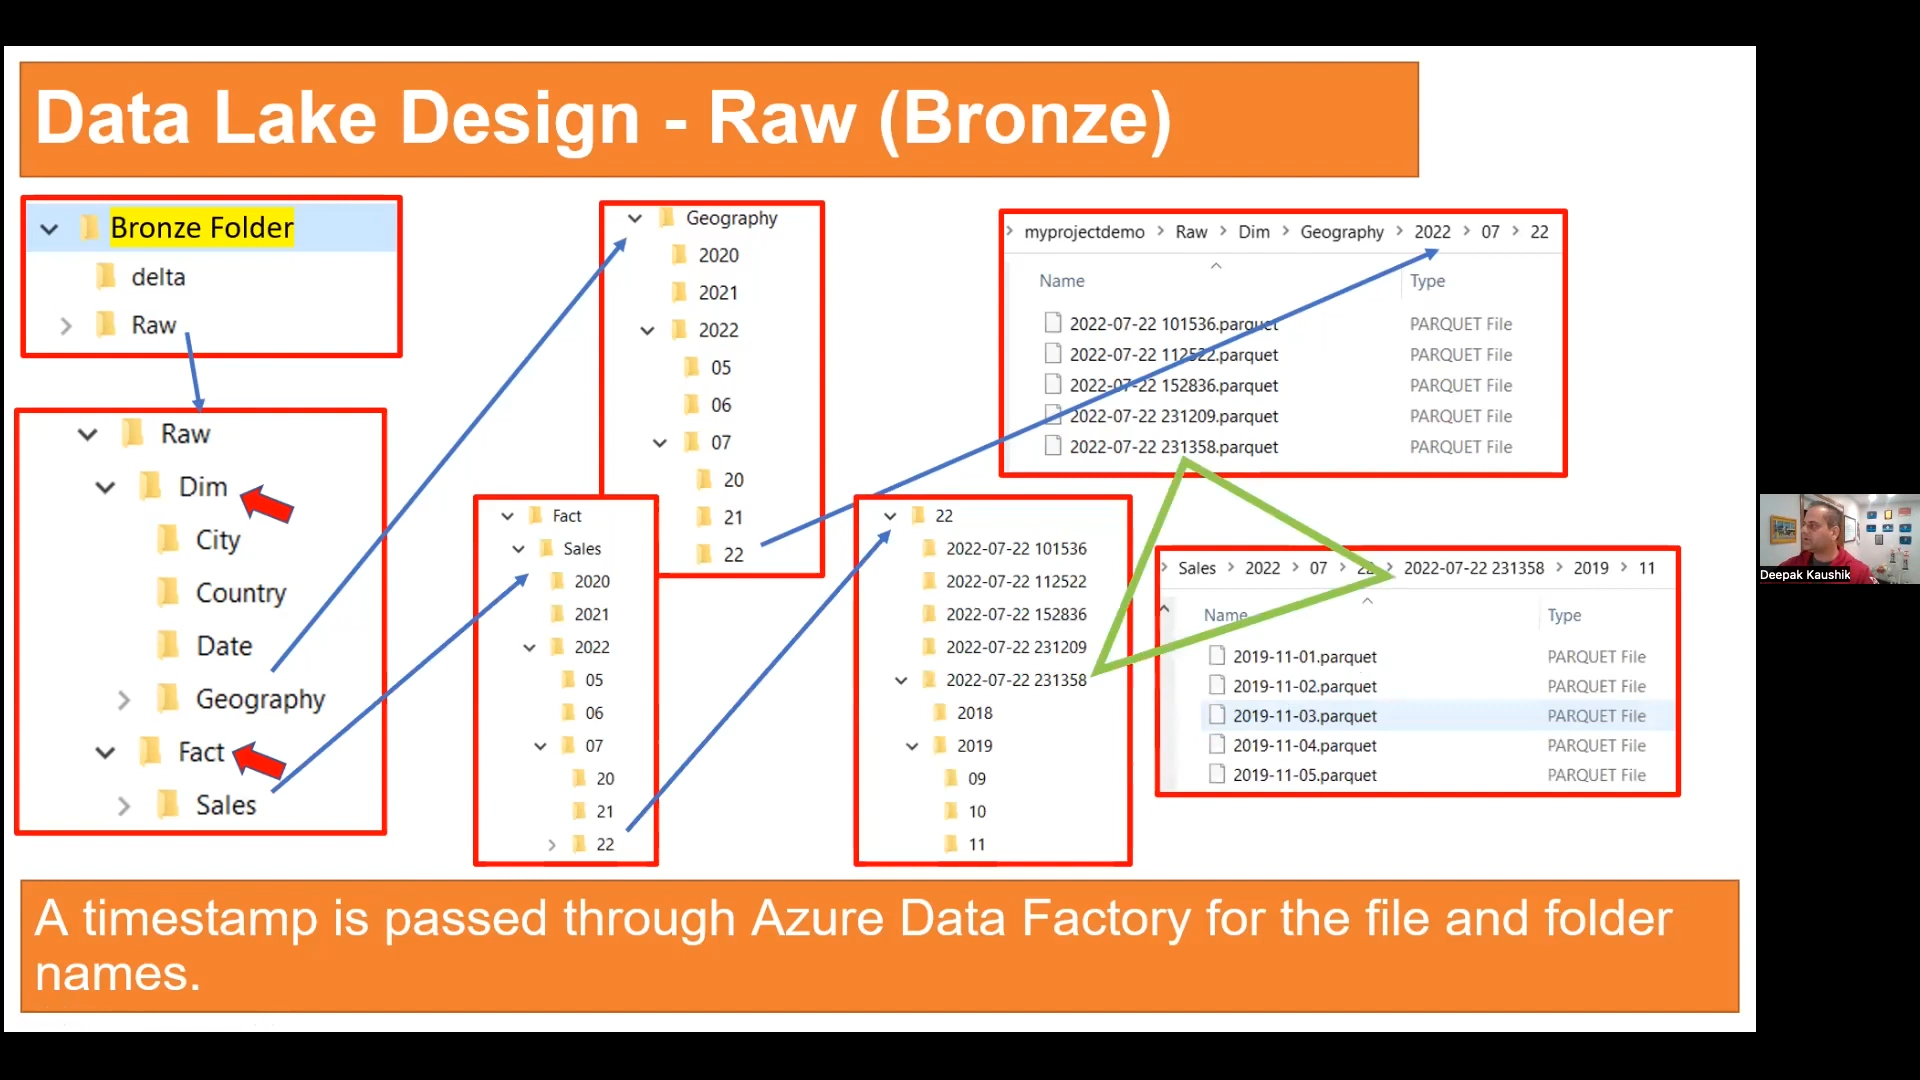 Data Lake Design - Raw (Bronze)
Bronze Folder
delta
Raw
Raw
Dim
City
Country
Date
Geography
Fact
Sales
Geography
2020
2021
2022
05
06
07
20
21
22
Fact
Sales
2020
2021
2022
05
06
07
20
21
22
myprojectdemo > Raw > Dim > Geography > 2022 > 07 > 22
Name Type
2022-07-22 101536.parquet PARQUET File
2022-07-22 112522.parquet PARQUET File
2022-07-22 152836.parquet PARQUET File
2022-07-22 231209.parquet PARQUET File
2022-07-22 231358.parquet PARQUET File
22
2022-07-22 101536
2022-07-22 112522
2022-07-22 152836
2022-07-22 231209
2022-07-22 231358
2018
2019
09
10
11
Sales > 2022 > 07 > 22 > 2022-07-22 231358 > 2019 > 11
Name Type
2019-11-01.parquet PARQUET File
2019-11-02.parquet PARQUET File
2019-11-03.parquet PARQUET File
2019-11-04.parquet PARQUET File
2019-11-05.parquet PARQUET File
Deepak Kaushik
A timestamp is passed through Azure Data Factory for the file and folder
names.